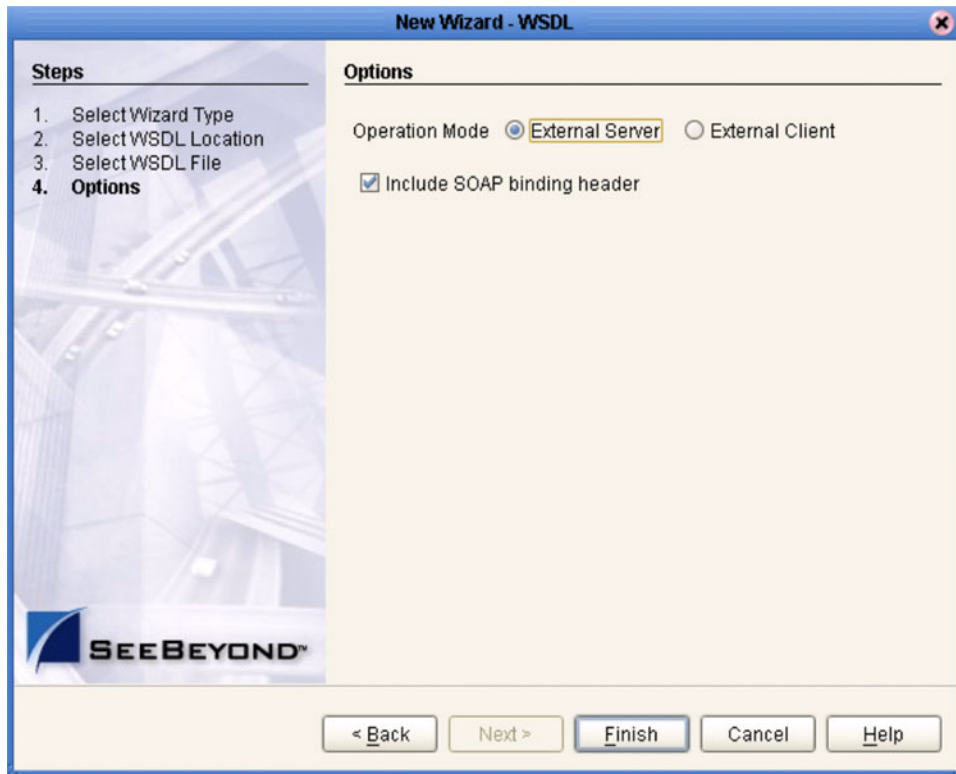 New Wizard - WSDL
Steps
1. Select Wizard Type
2. Select WSDL Location
3. Select WSDL File
4. Options
Options
Operation Mode External Server External Client
Include SOAP binding header
SEEBEYOND™
< Back Next > Finish Cancel Help